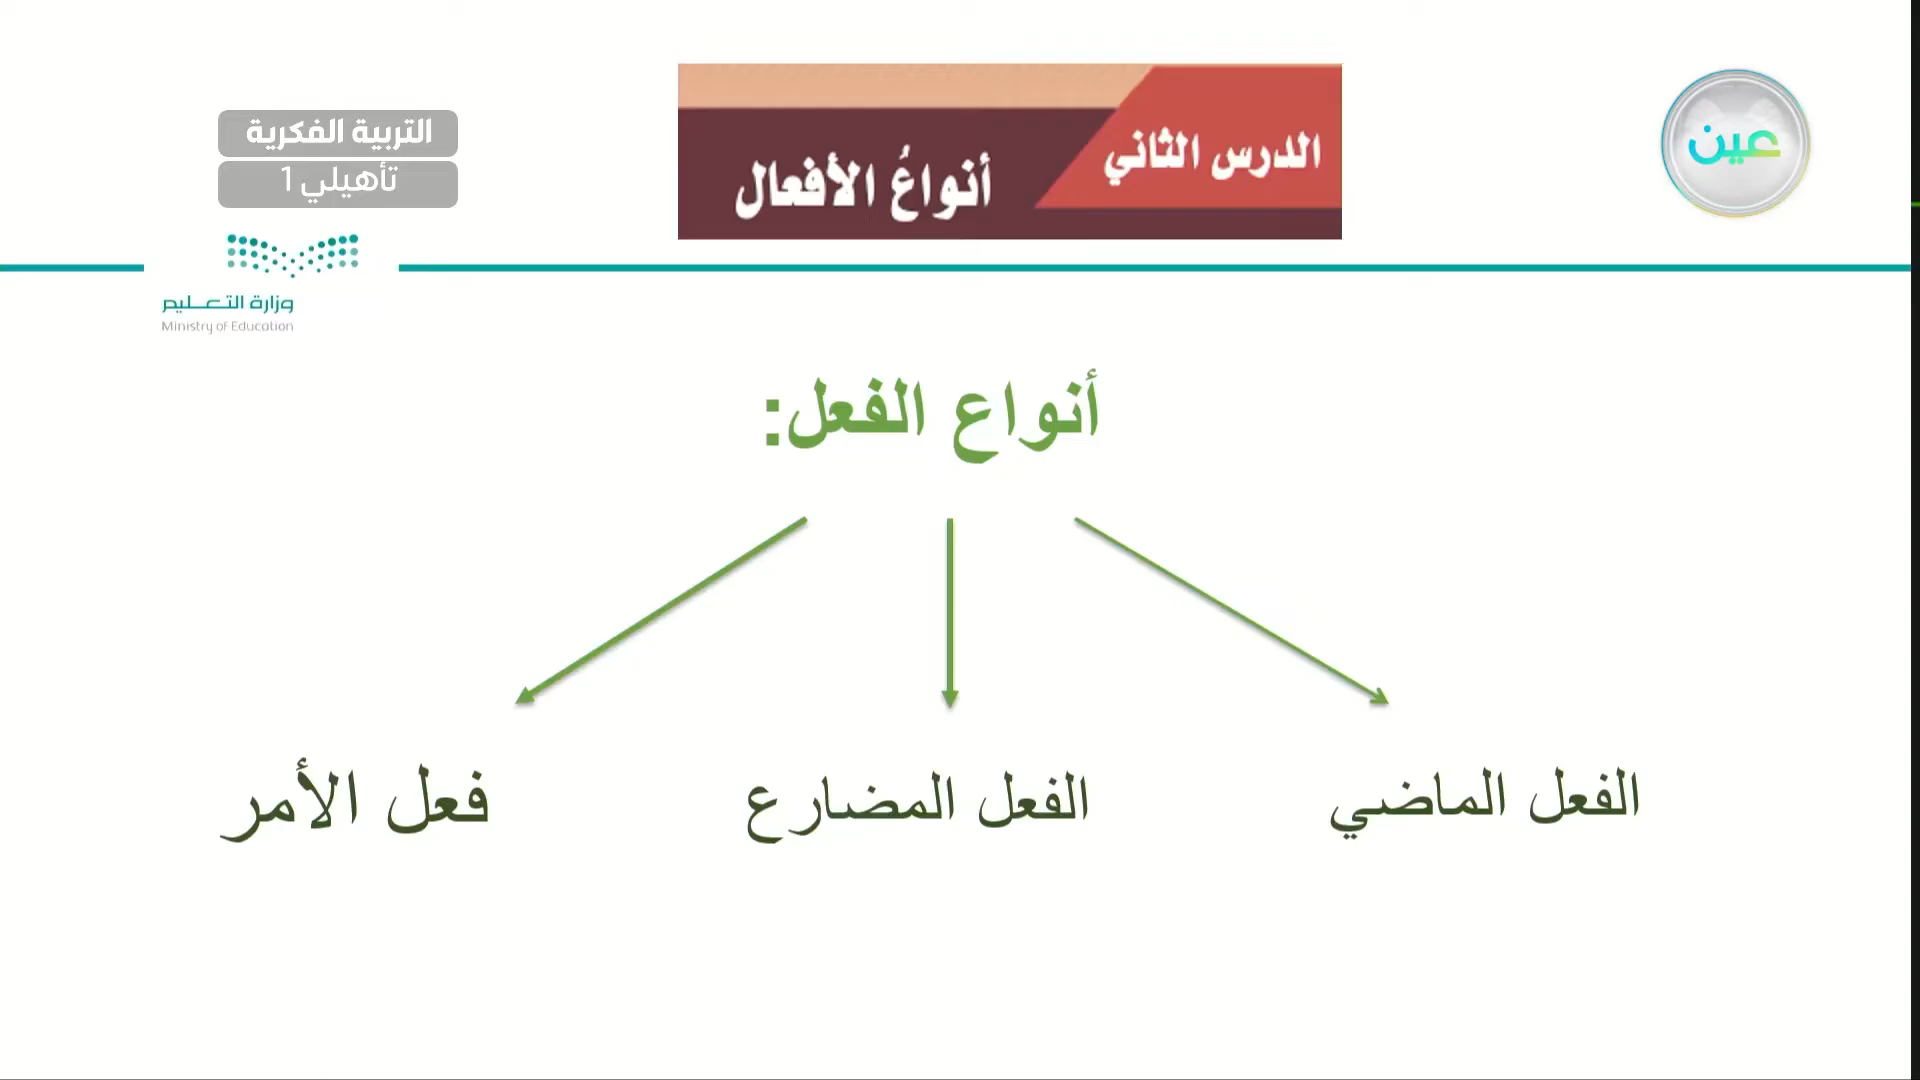 عين
الدرس الثاني
أنواعُ الأفعال
التربية الفكرية
تأهيلي 1
وزارة التعليم
Ministry of Education
أنواع الفعل:
الفعل الماضي
الفعل المضارع
فعل الأمر